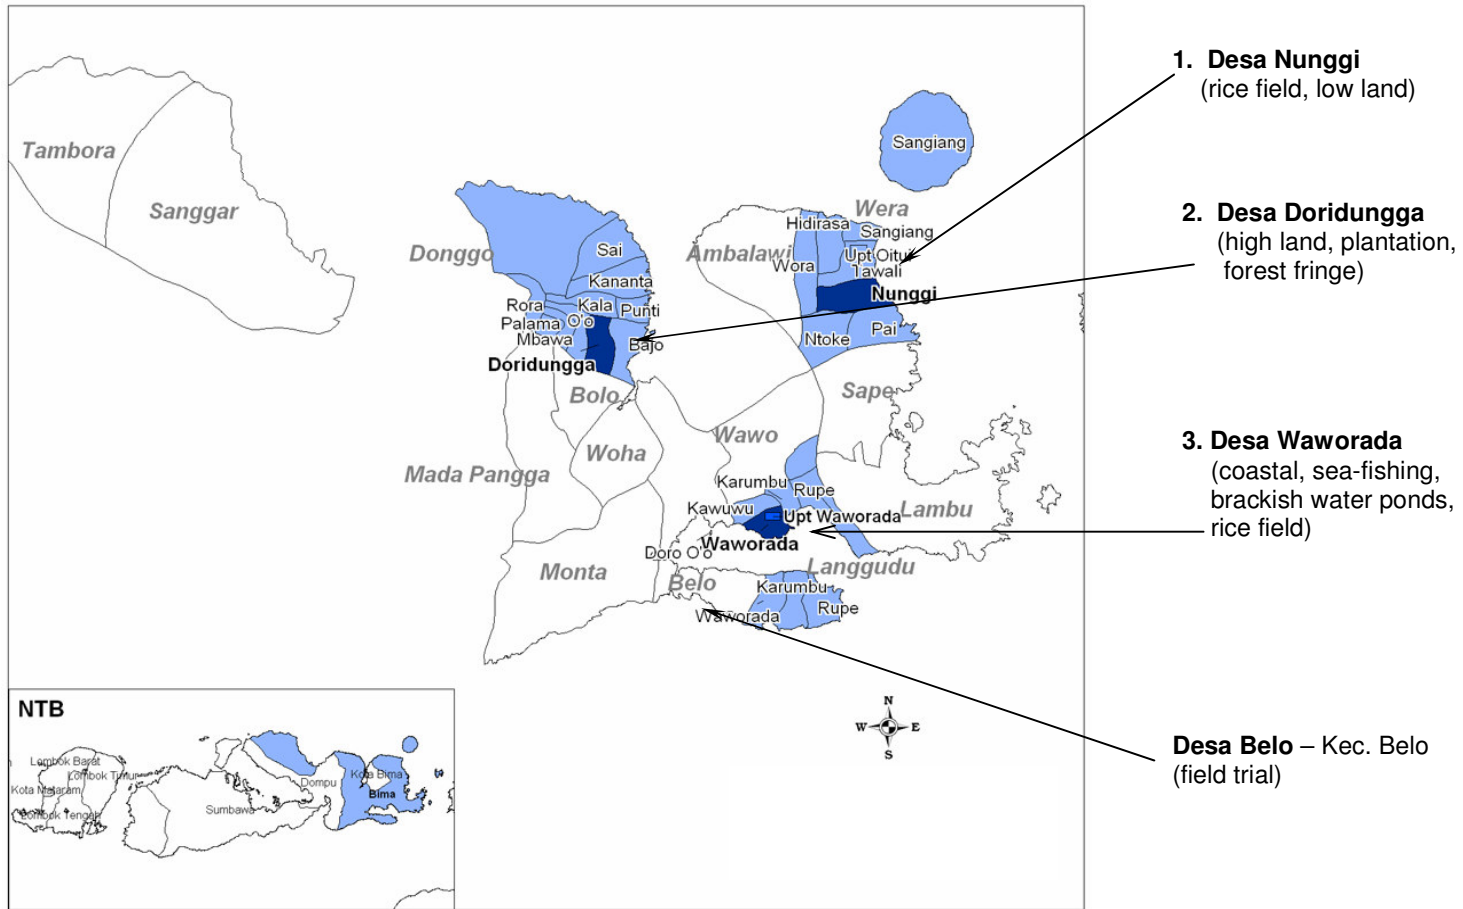 1. Desa Nunggi
(rice field, low land)
2. Desa Doridungga
(high land, plantation,
forest fringe)
3. Desa Waworada
(coastal, sea-fishing,
brackish water ponds,
rice field)
Desa Belo – Kec. Belo
(field trial)
Tambora
Sanggar
Sangiang
Wera
Hidirasa
Sangiang
Donggo
Sai
Ambalawi
Wora
Upt Oitui
Tawali
Kananta
Nunggi
Rora
Kala
Punti
Palama
O'o
Mbawa
Bajo
Ntoke
Pai
Doridungga
Bolo
Sape
Wawo
Woha
Mada Pangga
Karumbu
Rupe
Kawuwu
Upt Waworada
Lambu
Waworada
Doro O'o
Monta
Belo
Langgudu
Karumbu
Rupe
Waworada
N
W
E
S
NTB
Lombok Barat
Lombok Timur
Kota Mataram
Lombok Tengah
Sumbawa
Dompu
Kota Bima
Bima